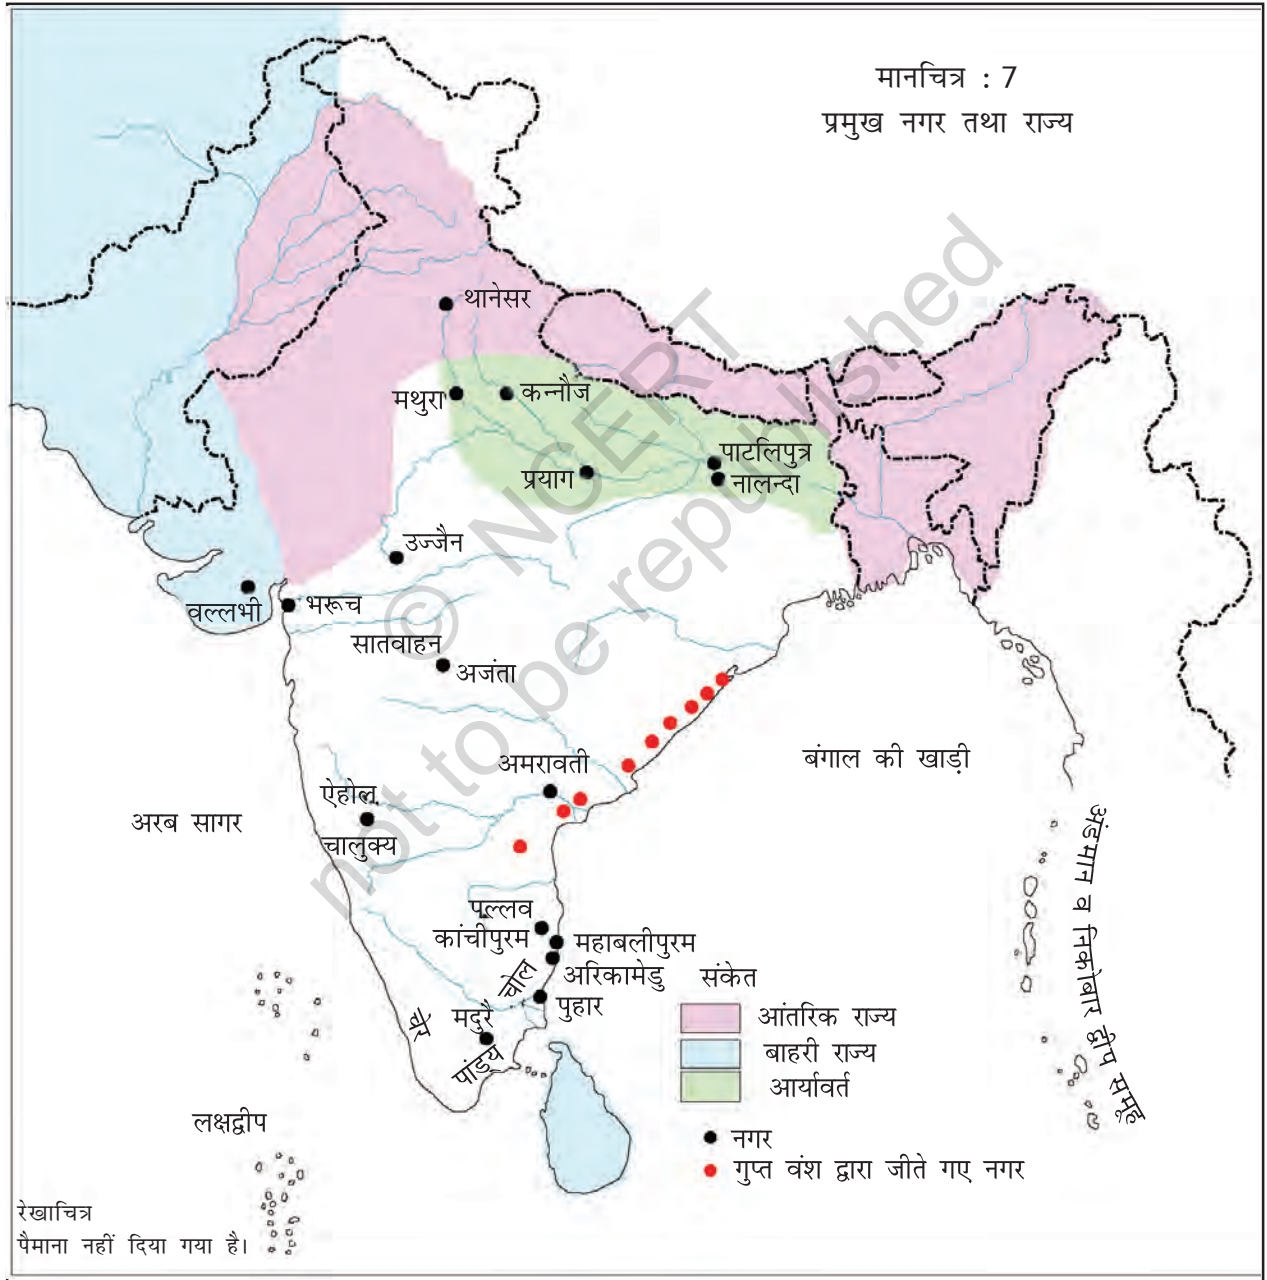 मानचित्र : 7
प्रमुख नगर तथा राज्य
थानेसर
मथुरा
कन्नौज
पाटलिपुत्र
प्रयाग
नालन्दा
उज्जैन
वल्लभी
भरूच
सातवाहन
अजंता
अमरावती
बंगाल की खाड़ी
ऐहोल
अरब सागर
चालुक्य
अंडमान व निकोबार द्वीप समूह
पल्लव
कांचीपुरम
महाबलीपुरम
अरिकामेडु
चोल
पुहार
चेर
मदुरै
पांड्य
संकेत
आंतरिक राज्य
बाहरी राज्य
आर्यावर्त
नगर
गुप्त वंश द्वारा जीते गए नगर
लक्षद्वीप
रेखाचित्र
पैमाना नहीं दिया गया है।
© NCERT
not to be republished